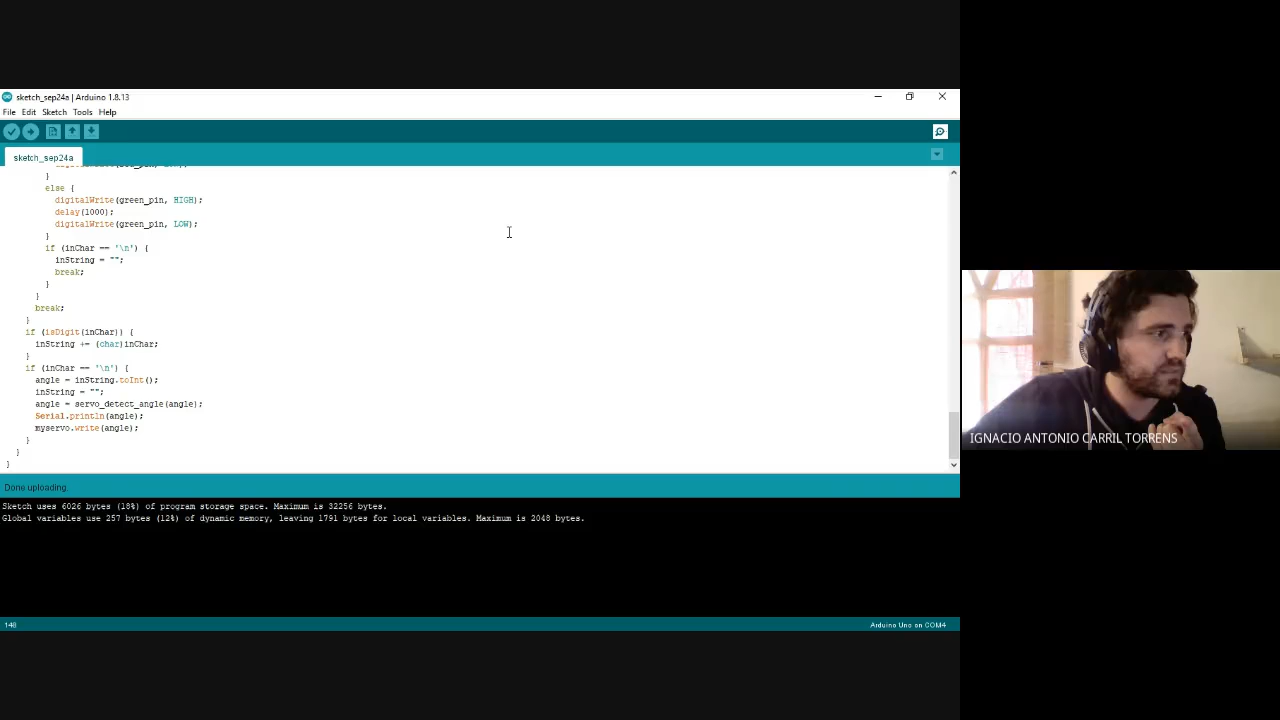 sketch_sep24a | Arduino 1.8.13
File Edit Sketch Tools Help
sketch_sep24a
}
else {
digitalWrite(green_pin, HIGH);
delay(1000);
digitalWrite(green_pin, LOW);
}
if (inChar == '\n') {
inString = "";
break;
}
}
break;
}
if (isDigit(inChar)) {
inString += (char)inChar;
}
if (inChar == '\n') {
angle = inString.toInt();
inString = "";
angle = servo_detect_angle(angle);
Serial.println(angle);
myservo.write(angle);
}
}
}
Done uploading.
Sketch uses 6026 bytes (18%) of program storage space. Maximum is 32256 bytes.
Global variables use 257 bytes (12%) of dynamic memory, leaving 1791 bytes for local variables. Maximum is 2048 bytes.
148
Arduino Uno on COM4
IGNACIO ANTONIO CARRIL TORRENS